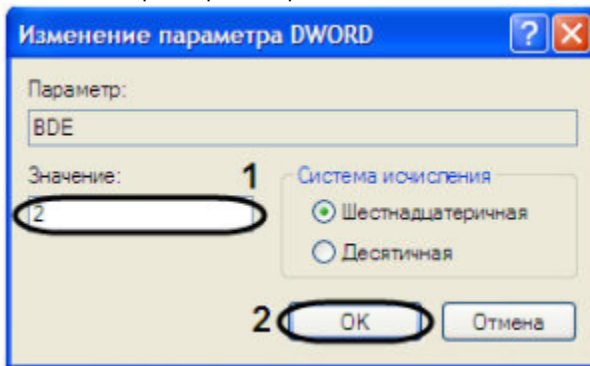 Изменение параметра DWORD
Параметр:
BDE
Значение:
1
Система исчисления
2
Шестнадцатеричная
Десятичная
2
OK
Отмена